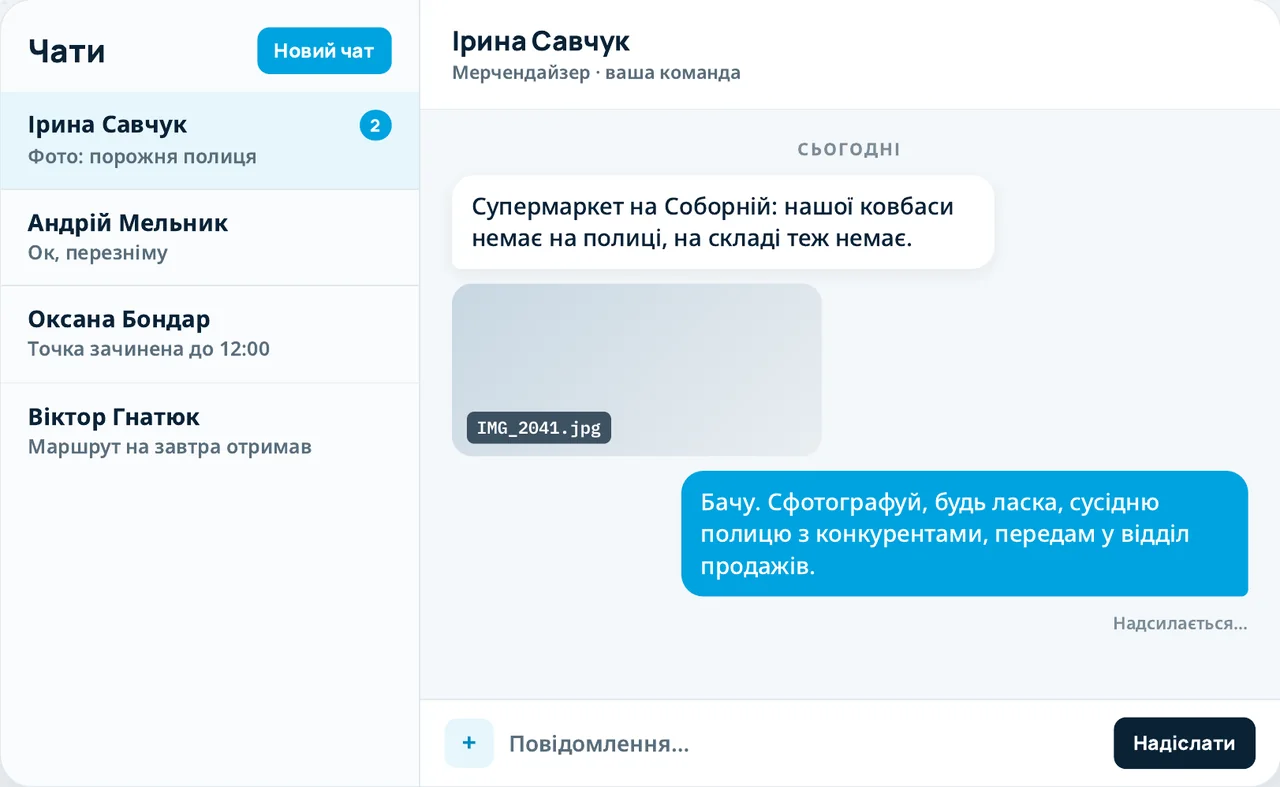 Чати
Новий чат
Ірина Савчук
2
Фото: порожня полиця
Андрій Мельник
Ок, перезніму
Оксана Бондар
Точка зачинена до 12:00
Віктор Гнатюк
Маршрут на завтра отримав
Ірина Савчук
Мерчендайзер · ваша команда
СЬОГОДНІ
Супермаркет на Соборній: нашої ковбаси
немає на полиці, на складі теж немає.
IMG_2041.jpg
Бачу. Сфотографуй, будь ласка, сусідню
полицю з конкурентами, передам у відділ
продажів.
Надсилається…
+
Повідомлення…
Надіслати